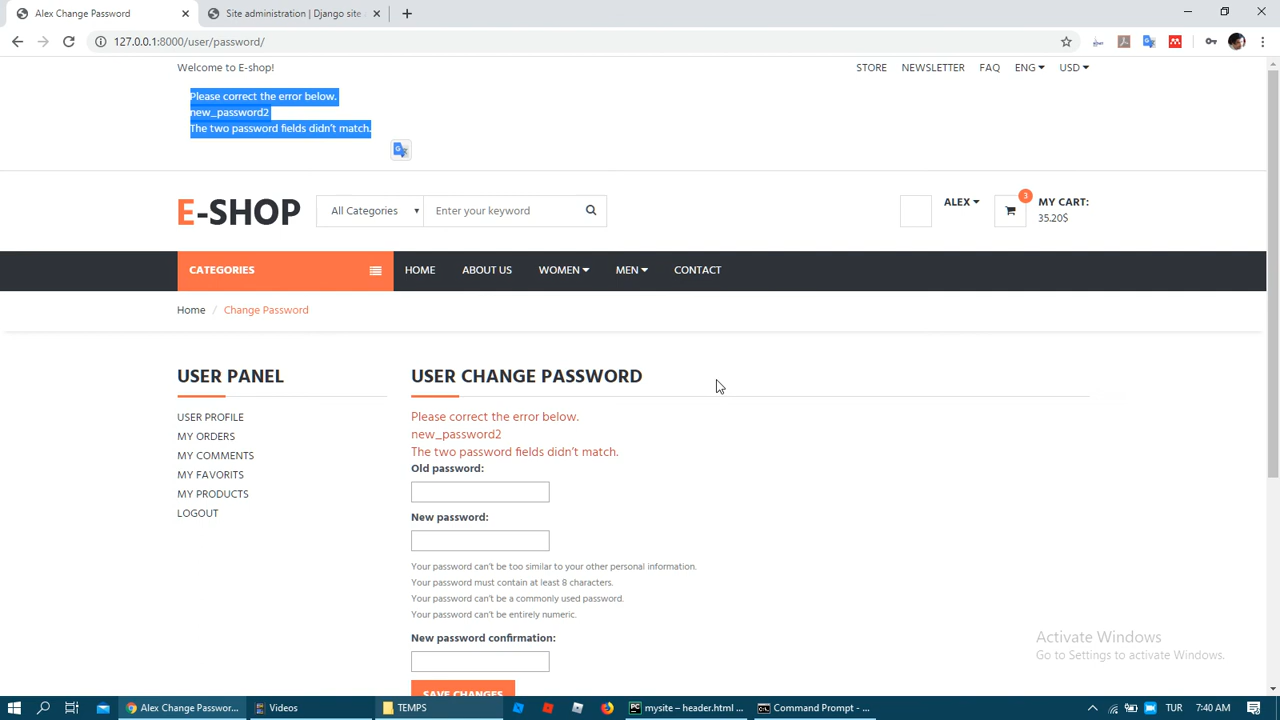 Alex Change Password
Site administration | Django site
127.0.0.1:8000/user/password/
Welcome to E-shop!
STORE NEWSLETTER FAQ ENG USD
Please correct the error below.
new_password2
The two password fields didn't match.
E-SHOP
All Categories
Enter your keyword
ALEX
3
MY CART:
35.20$
CATEGORIES
HOME ABOUT US WOMEN MEN CONTACT
Home / Change Password
USER PANEL
USER PROFILE
MY ORDERS
MY COMMENTS
MY FAVORITS
MY PRODUCTS
LOGOUT
USER CHANGE PASSWORD
Please correct the error below.
new_password2
The two password fields didn't match.
Old password:
New password:
Your password can't be too similar to your other personal information.
Your password must contain at least 8 characters.
Your password can't be a commonly used password.
Your password can't be entirely numeric.
New password confirmation:
SAVE CHANGES
Activate Windows
Go to Settings to activate Windows.
Alex Change Passwor...
Videos
TEMPS
mysite – header.html ...
Command Prompt - ...
TUR
7:40 AM